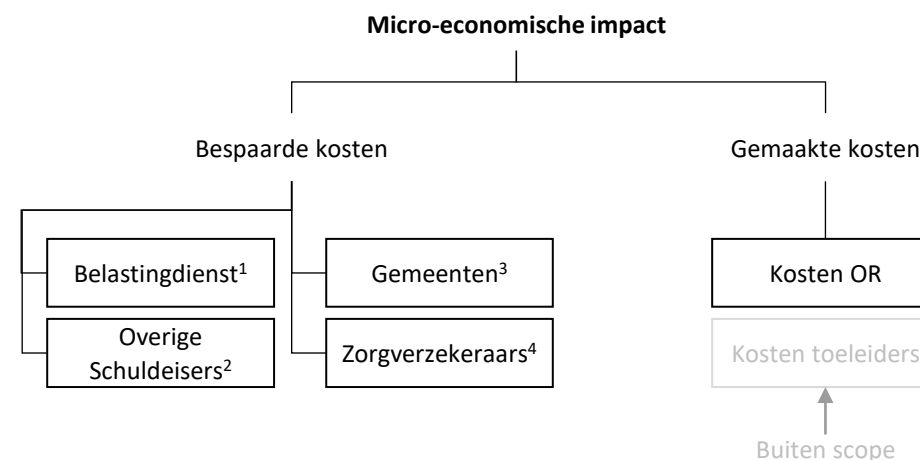 Micro-economische impact
Bespaarde kosten
Gemaakte kosten
Belastingdienst¹
Gemeenten³
Kosten OR
Overige
Schuldeisers²
Zorgverzekeraars⁴
Kosten toeleiders
Buiten scope